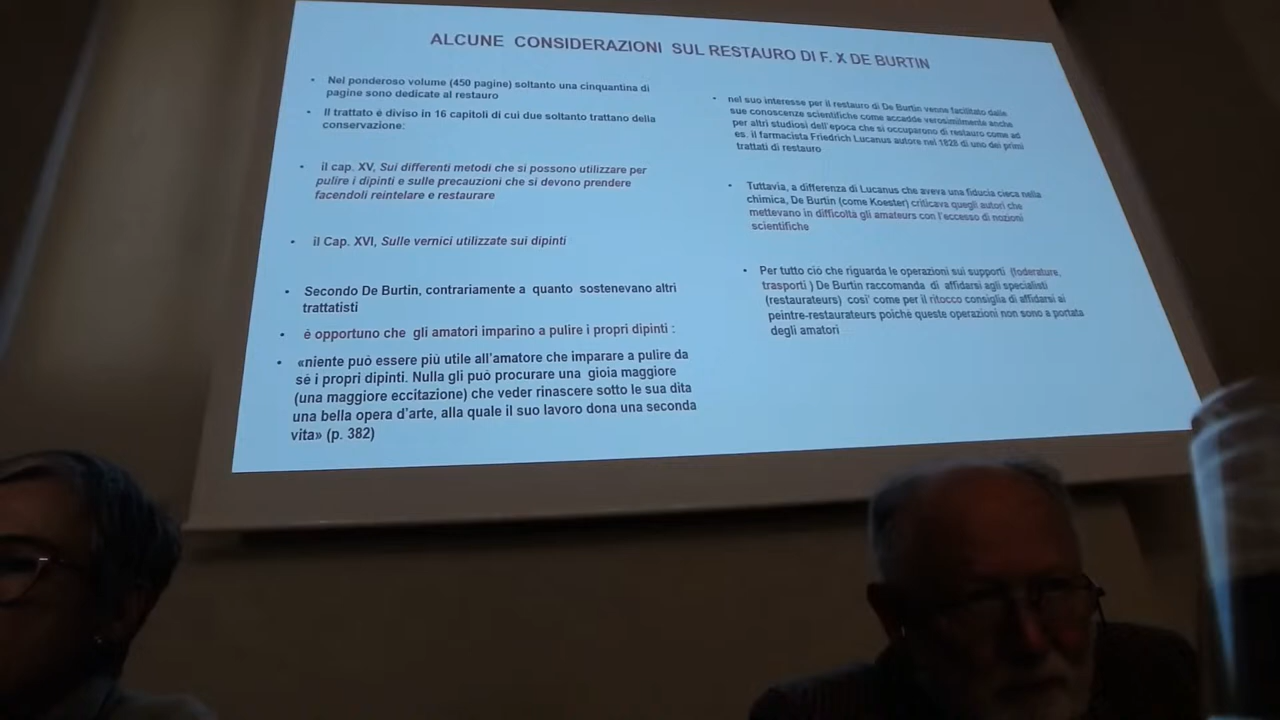 ALCUNE CONSIDERAZIONI SUL RESTAURO DI F. X DE BURTIN
• Nel ponderoso volume (450 pagine) soltanto una cinquantina di
pagine sono dedicate al restauro
• Il trattato è diviso in 16 capitoli di cui due soltanto trattano della
conservazione:
• il cap. XV, Sui differenti metodi che si possono utilizzare per
pulire i dipinti e sulle precauzioni che si devono prendere
facendoli reintelare e restaurare
• il Cap. XVI, Sulle vernici utilizzate sui dipinti
• Secondo De Burtin, contrariamente a quanto sostenevano altri
trattatisti
• è opportuno che gli amatori imparino a pulire i propri dipinti :
• «niente può essere più utile all'amatore che imparare a pulire da
sé i propri dipinti. Nulla gli può procurare una gioia maggiore
(una maggiore eccitazione) che veder rinascere sotto le sua dita
una bella opera d'arte, alla quale il suo lavoro dona una seconda
vita» (p. 382)
• nel suo interesse per il restauro di De Burtin venne facilitato dalle
sue conoscenze scientifiche come accadde verosimilmente anche
per altri studiosi dell'epoca che si occuparono di restauro come ad
es. il farmacista Friedrich Lucanus autore nel 1828 di uno dei primi
trattati di restauro
• Tuttavia, a differenza di Lucanus che aveva una fiducia cieca nella
chimica, De Burtin (come Koester) criticava quegli autori che
mettevano in difficoltà gli amateurs con l'eccesso di nozioni
scientifiche
• Per tutto ciò che riguarda le operazioni sui supporti (foderature,
trasporti ) De Burtin raccomanda di affidarsi agli specialisti
(restaurateurs) cosi' come per il ritocco consiglia di affidarsi ai
peintre-restaurateurs poichè queste operazioni non sono a portata
degli amatori